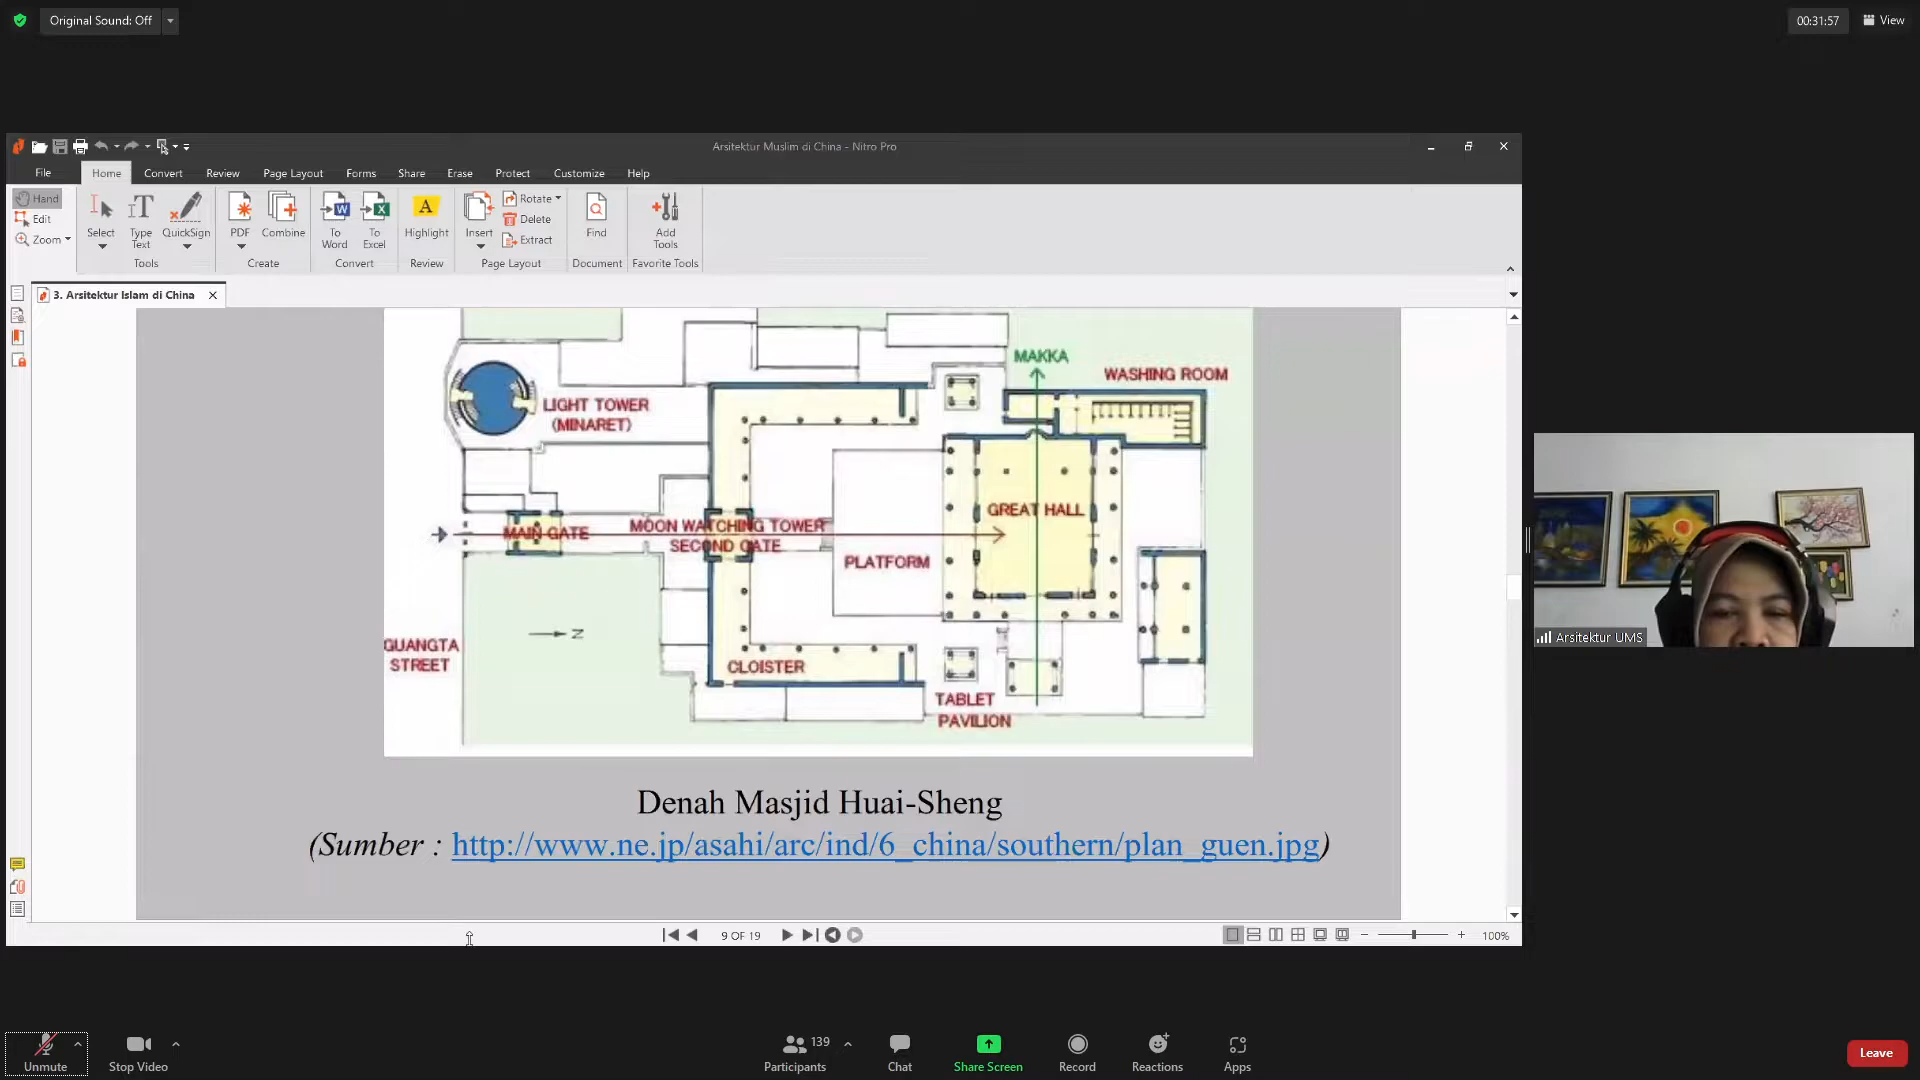 Original Sound: Off
00:31:57
View
Arsitektur Muslim di China - Nitro Pro
File
Home
Convert
Review
Page Layout
Forms
Share
Erase
Protect
Customize
Help
Hand
Edit
Zoom
Select
Type
Text
QuickSign
Tools
PDF
Combine
Create
To
Word
To
Excel
Convert
Highlight
Review
Insert
Rotate
Delete
Extract
Page Layout
Find
Document
Add
Tools
Favorite Tools
3. Arsitektur Islam di China
MAKKA
WASHING ROOM
LIGHT TOWER
(MINARET)
GREAT HALL
MAIN GATE
MOON WATCHING TOWER
SECOND GATE
PLATFORM
N
GUANGTA
STREET
CLOISTER
TABLET
PAVILION
Denah Masjid Huai-Sheng
(Sumber : http://www.ne.jp/asahi/arc/ind/6_china/southern/plan_guen.jpg)
Arsitektur UMS
9 OF 19
100%
Unmute
Stop Video
139
Participants
Chat
Share Screen
Record
Reactions
Apps
Leave